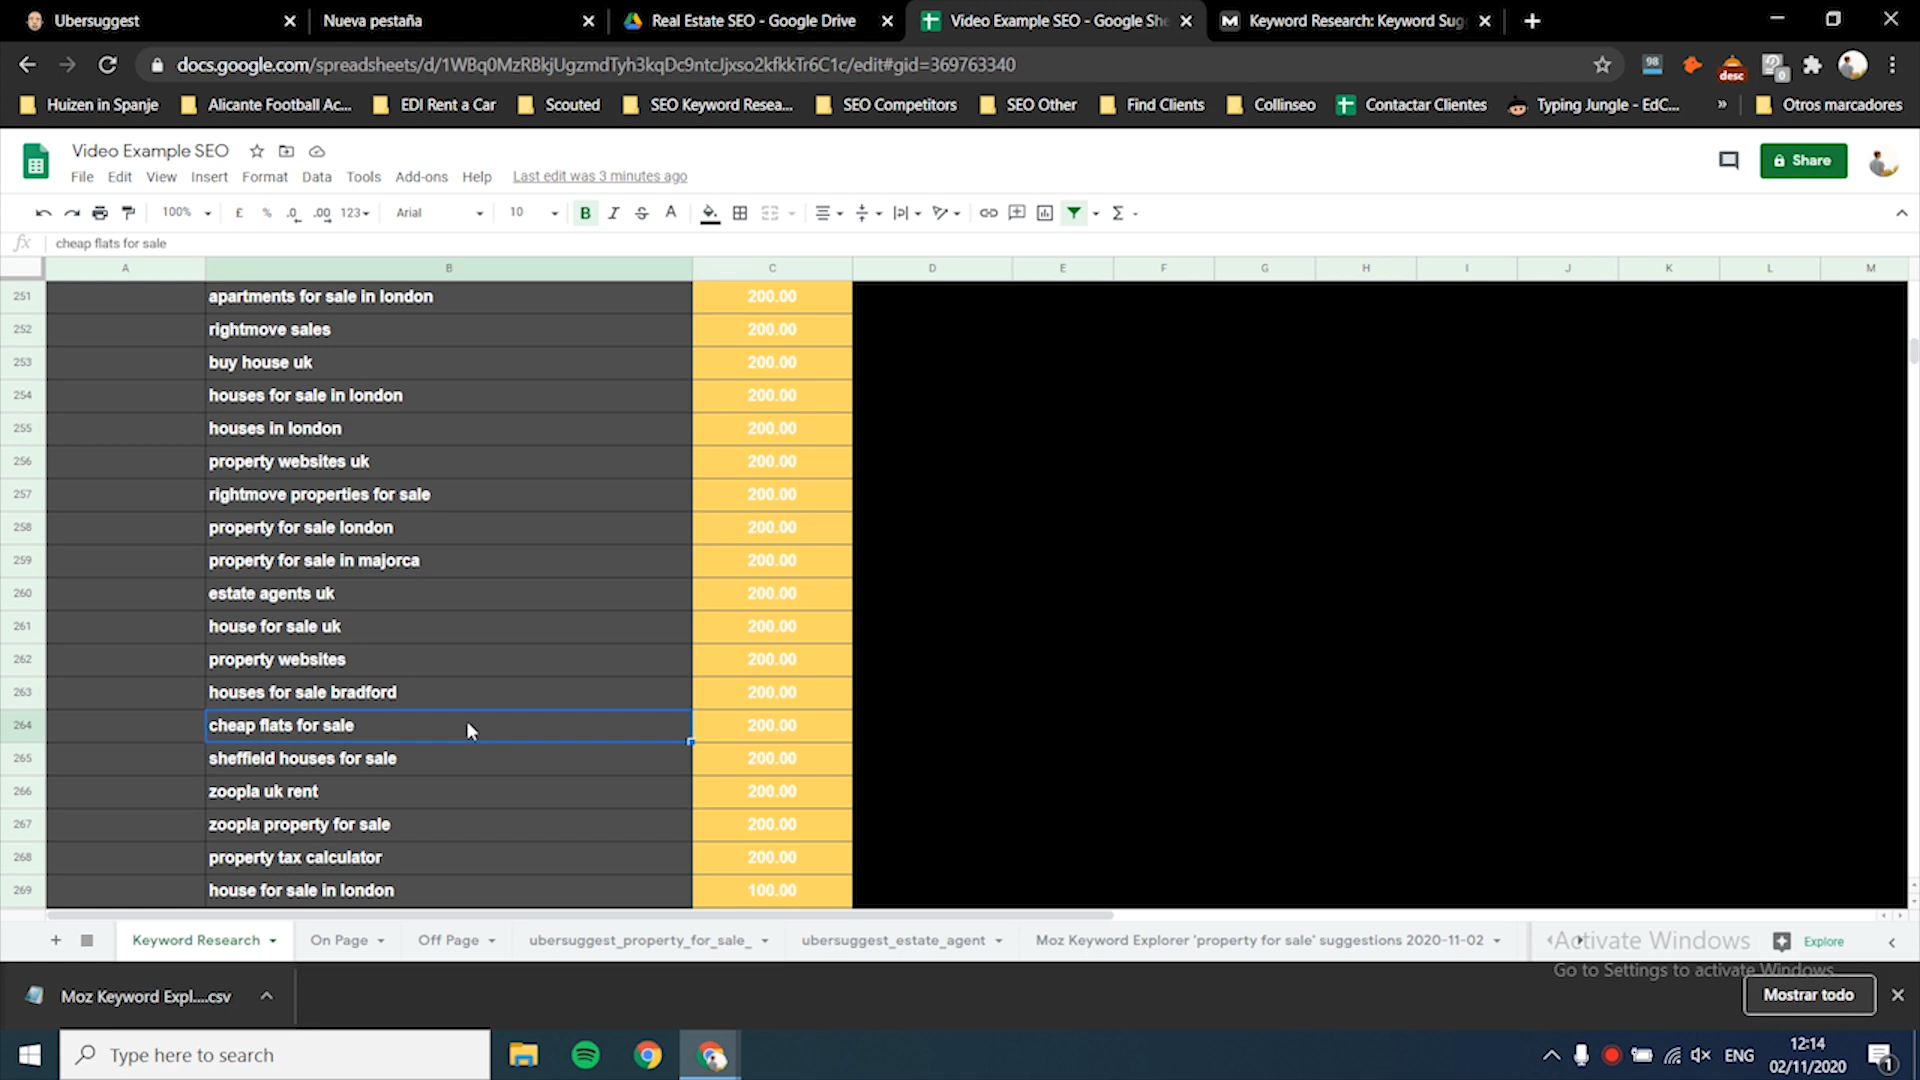 Ubersuggest
Nueva pestaña
Real Estate SEO - Google Drive
Video Example SEO - Google She
Keyword Research: Keyword Sug
docs.google.com/spreadsheets/d/1WBq0MzRBkjUgzmdTyh3kqDc9ntcJjxso2kfkkTr6C1c/edit#gid=369763340
98
desc
0
Huizen in Spanje
Alicante Football Ac...
EDI Rent a Car
Scouted
SEO Keyword Resea...
SEO Competitors
SEO Other
Find Clients
Collinseo
Contactar Clientes
Typing Jungle - EdC...
»
Otros marcadores
Video Example SEO
Share
File Edit View Insert Format Data Tools Add-ons Help Last edit was 3 minutes ago
100% £ % .0 .00 123 Arial 10 B I S A Σ
fx cheap flats for sale
A B C D E F G H I J K L M
251 apartments for sale in london 200.00
252 rightmove sales 200.00
253 buy house uk 200.00
254 houses for sale in london 200.00
255 houses in london 200.00
256 property websites uk 200.00
257 rightmove properties for sale 200.00
258 property for sale london 200.00
259 property for sale in majorca 200.00
260 estate agents uk 200.00
261 house for sale uk 200.00
262 property websites 200.00
263 houses for sale bradford 200.00
264 cheap flats for sale 200.00
265 sheffield houses for sale 200.00
266 zoopla uk rent 200.00
267 zoopla property for sale 200.00
268 property tax calculator 200.00
269 house for sale in london 100.00
Keyword Research
On Page
Off Page
ubersuggest_property_for_sale_
ubersuggest_estate_agent
Moz Keyword Explorer 'property for sale' suggestions 2020-11-02
Activate Windows
Explore
Go to Settings to activate Windows.
Moz Keyword Expl....csv
Mostrar todo
Type here to search
ENG
12:14
02/11/2020
1